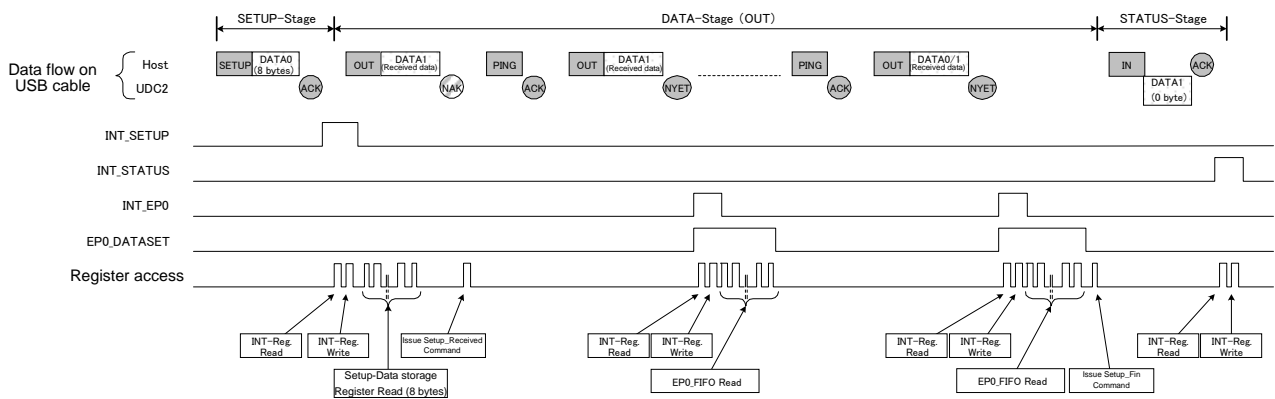 SETUP-Stage
DATA-Stage (OUT)
STATUS-Stage
Data flow on
USB cable
Host
UDC2
SETUP
DATA0
(8 bytes)
ACK
OUT
DATA1
(Received data)
NAK
PING
ACK
OUT
DATA1
(Received data)
NYET
PING
ACK
OUT
DATA0/1
(Received data)
NYET
IN
DATA1
(0 byte)
ACK
INT_SETUP
INT_STATUS
INT_EP0
EP0_DATASET
Register access
INT-Reg.
Read
INT-Reg.
Write
Issue Setup_Received
Command
Setup-Data storage
Register Read (8 bytes)
INT-Reg.
Read
INT-Reg.
Write
EP0_FIFO Read
INT-Reg.
Read
INT-Reg.
Write
EP0_FIFO Read
Issue Setup_Fin
Command
INT-Reg.
Read
INT-Reg.
Write